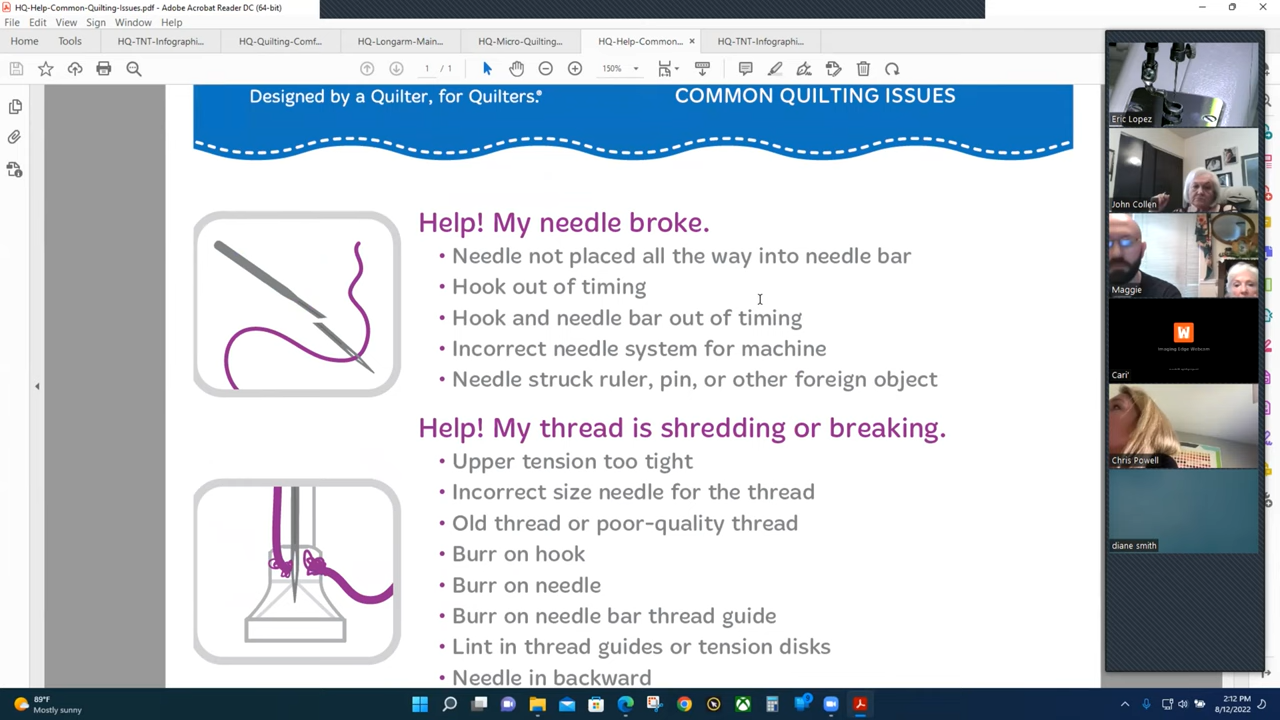 HQ-Help-Common-Quilting-Issues.pdf - Adobe Acrobat Reader DC (64-bit)
File Edit View Sign Window Help
Home Tools HQ-TNT-Infographi... HQ-Quilting-Comf... HQ-Longarm-Main... HQ-Micro-Quilting... HQ-Help-Common... HQ-TNT-Infographi...
1 / 1 150%
Designed by a Quilter, for Quilters.®
COMMON QUILTING ISSUES
Help! My needle broke.
• Needle not placed all the way into needle bar
• Hook out of timing
• Hook and needle bar out of timing
• Incorrect needle system for machine
• Needle struck ruler, pin, or other foreign object
Help! My thread is shredding or breaking.
• Upper tension too tight
• Incorrect size needle for the thread
• Old thread or poor-quality thread
• Burr on hook
• Burr on needle
• Burr on needle bar thread guide
• Lint in thread guides or tension disks
• Needle in backward
Eric Lopez
John Collen
Maggie
W
Imaging Edge Webcam
Cari'
Chris Powell
diane smith
89°F
Mostly sunny
2:12 PM
8/12/2022